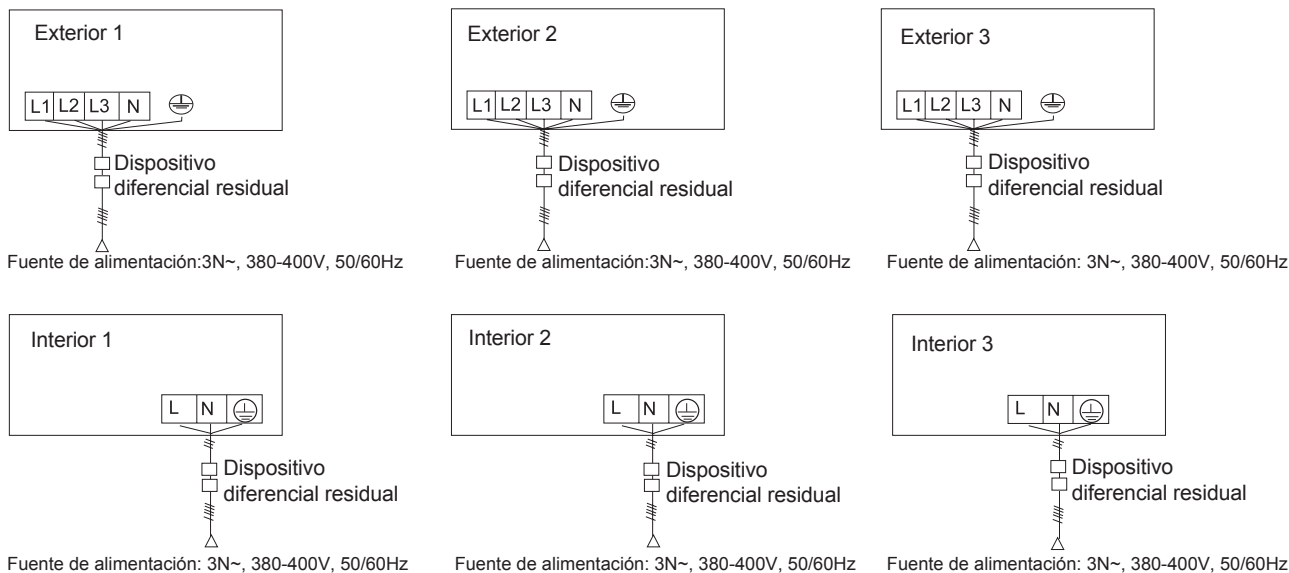 Exterior 1
L1 L2 L3 N
Dispositivo
diferencial residual
Fuente de alimentación:3N~, 380-400V, 50/60Hz
Exterior 2
L1 L2 L3 N
Dispositivo
diferencial residual
Fuente de alimentación:3N~, 380-400V, 50/60Hz
Exterior 3
L1 L2 L3 N
Dispositivo
diferencial residual
Fuente de alimentación: 3N~, 380-400V, 50/60Hz
Interior 1
L N
Dispositivo
diferencial residual
Fuente de alimentación: 3N~, 380-400V, 50/60Hz
Interior 2
L N
Dispositivo
diferencial residual
Fuente de alimentación: 3N~, 380-400V, 50/60Hz
Interior 3
L N
Dispositivo
diferencial residual
Fuente de alimentación: 3N~, 380-400V, 50/60Hz